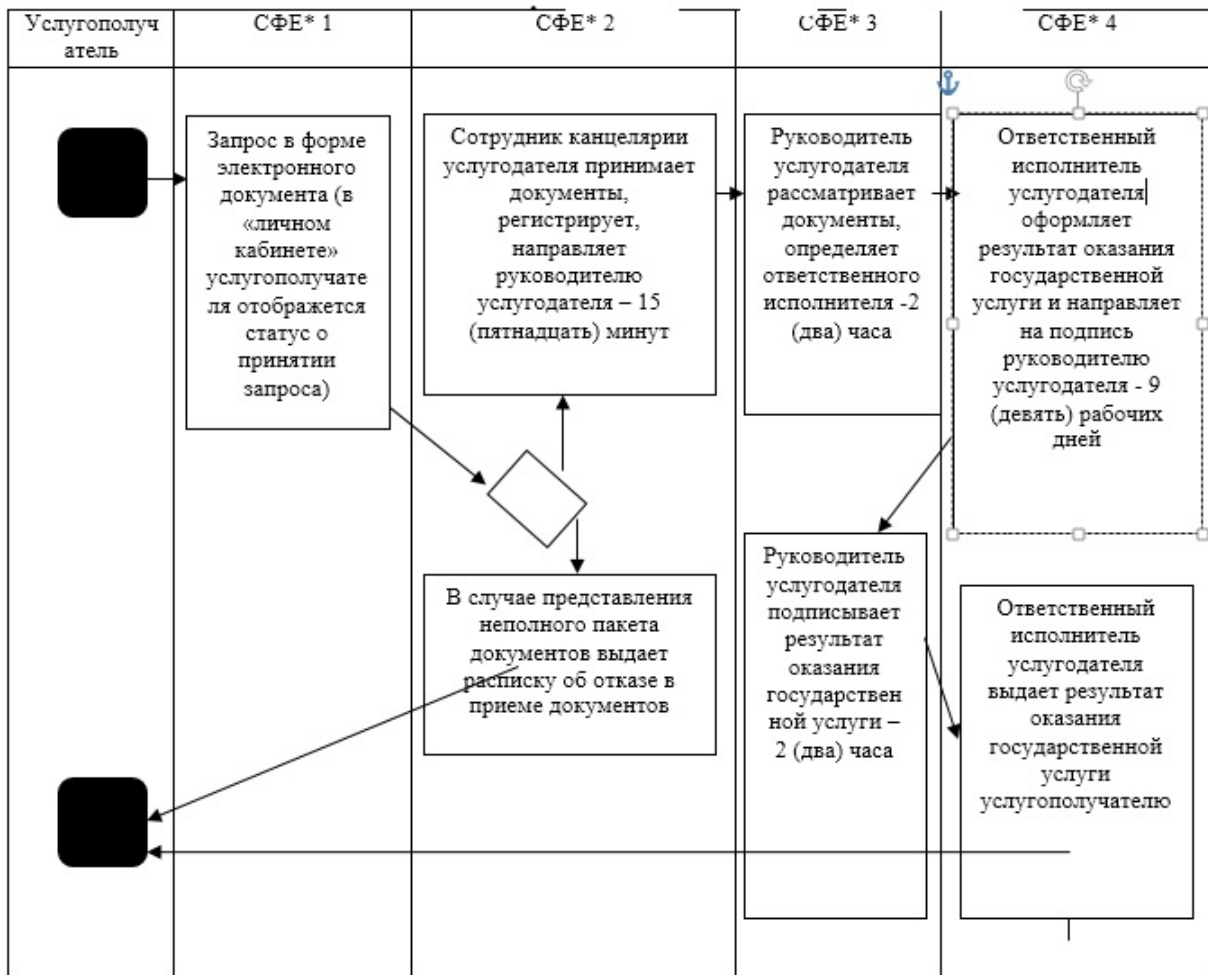 Услугополуч
атель
СФЕ* 1
СФЕ* 2
СФЕ* 3
СФЕ* 4
Запрос в форме
электронного
документа (в
«личном
кабинете»
услугополучате
ля отображется
статус о
принятии
запроса)
Сотрудник канцелярии
услугодателя принимает
документы,
регистрирует,
направляет
руководителю
услугодателя – 15
(пятнадцать) минут
Руководитель
услугодателя
рассматривает
документы,
определяет
ответственного
исполнителя -2
(два) часа
Ответственный
исполнитель
услугодателя
оформляет
результат оказания
государственной
услуги и направляет
на подпись
руководителю
услугодателя - 9
(девять) рабочих
дней
В случае представления
неполного пакета
документов выдает
расписку об отказе в
приеме документов
Руководитель
услугодателя
подписывает
результат
оказания
государствен
ной услуги –
2 (два) часа
Ответственный
исполнитель
услугодателя
выдает результат
оказания
государственной
услуги
услугополучателю